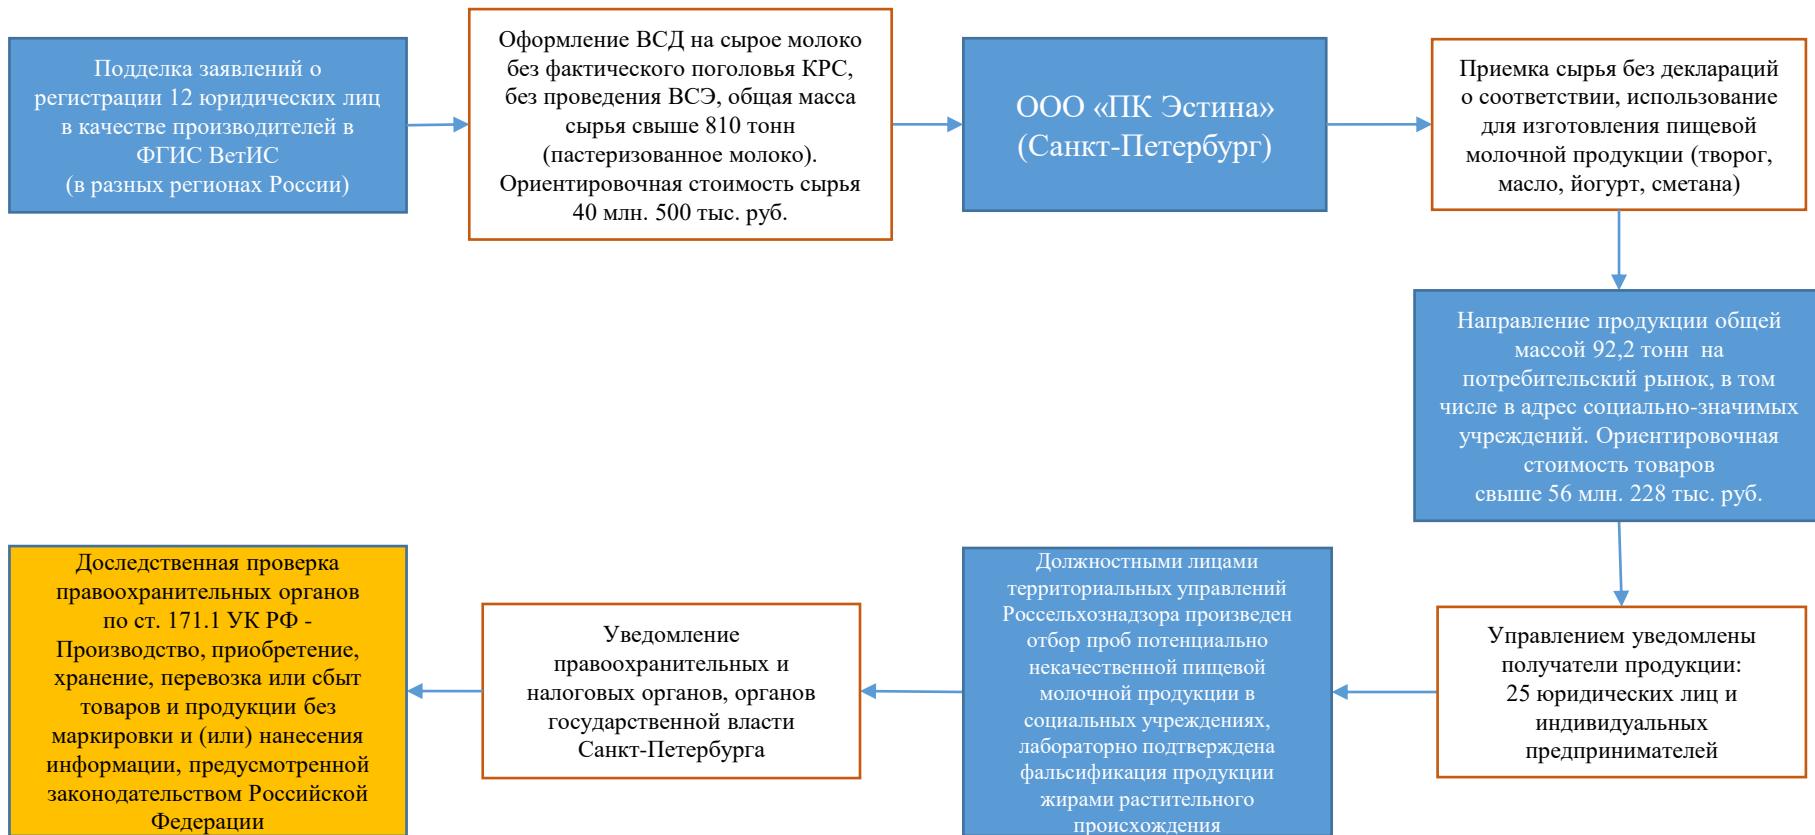 Подделка заявлений о
регистрации 12 юридических лиц
в качестве производителей в
ФГИС ВетИС
(в разных регионах России)
Оформление ВСД на сырое молоко
без фактического поголовья КРС,
без проведения ВСЭ, общая масса
сырья свыше 810 тонн
(пастеризованное молоко).
Ориентировочная стоимость сырья
40 млн. 500 тыс. руб.
ООО «ПК Эстина»
(Санкт-Петербург)
Приемка сырья без деклараций
о соответствии, использование
для изготовления пищевой
молочной продукции (творог,
масло, йогурт, сметана)
Направление продукции общей
массой 92,2 тонн на
потребительский рынок, в том
числе в адрес социально-значимых
учреждений. Ориентировочная
стоимость товаров
свыше 56 млн. 228 тыс. руб.
Управлением уведомлены
получатели продукции:
25 юридических лиц и
индивидуальных
предпринимателей
Должностными лицами
территориальных управлений
Россельхознадзора произведен
отбор проб потенциально
некачественной пищевой
молочной продукции в
социальных учреждениях,
лабораторно подтверждена
фальсификация продукции
жирами растительного
происхождения
Уведомление
правоохранительных и
налоговых органов, органов
государственной власти
Санкт-Петербурга
Доследственная проверка
правоохранительных органов
по ст. 171.1 УК РФ -
Производство, приобретение,
хранение, перевозка или сбыт
товаров и продукции без
маркировки и (или) нанесения
информации, предусмотренной
законодательством Российской
Федерации